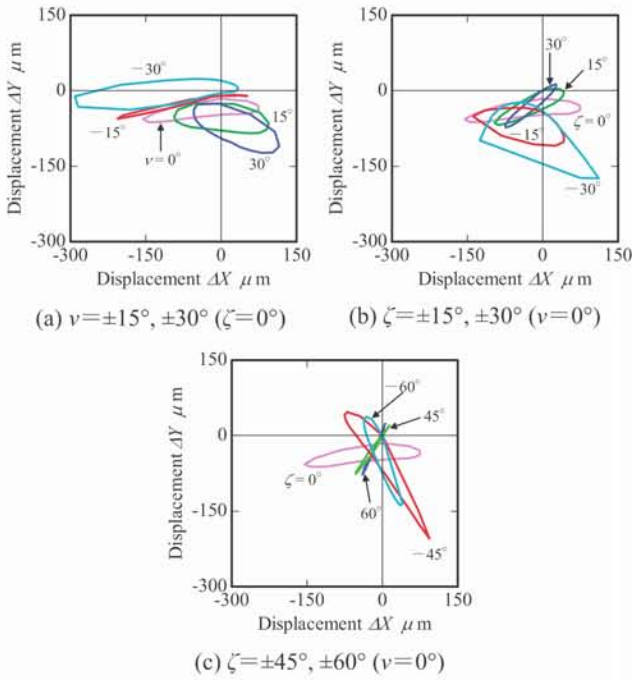 150
0
-150
-300
-300 -150 0 150
Displacement ΔY μm
Displacement ΔX μm
-30°
-15°
ν=0°
15°
30°
(a) ν=±15°, ±30° (ζ=0°)
150
0
-150
-300
-300 -150 0 150
Displacement ΔY μm
Displacement ΔX μm
30°
15°
ζ=0°
-15°
-30°
(b) ζ=±15°, ±30° (ν=0°)
150
0
-150
-300
-300 -150 0 150
Displacement ΔY μm
Displacement ΔX μm
-60°
45°
ζ=0°
60°
-45°
(c) ζ=±45°, ±60° (ν=0°)